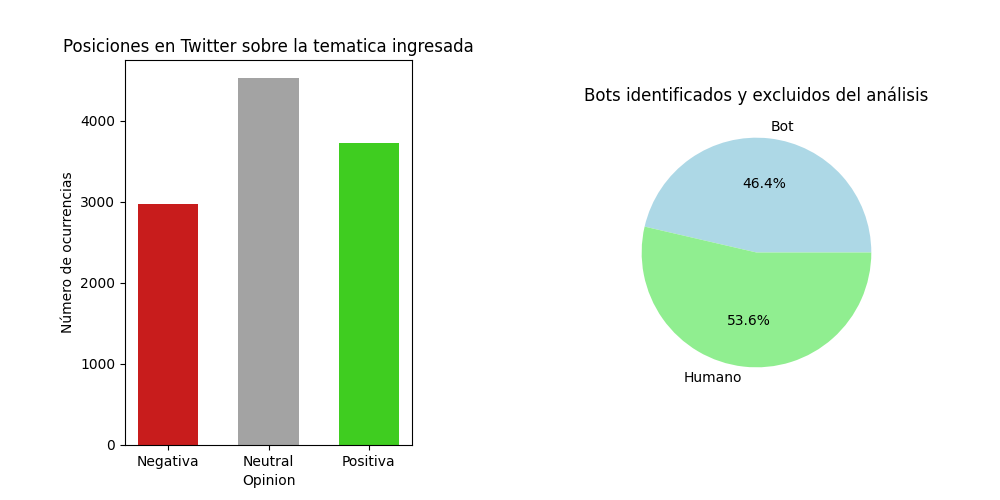 Posiciones en Twitter sobre la tematica ingresada
Número de ocurrencias
4000
3000
2000
1000
0
Negativa
Neutral
Positiva
Opinion
Bots identificados y excluidos del análisis
Bot
46.4%
53.6%
Humano